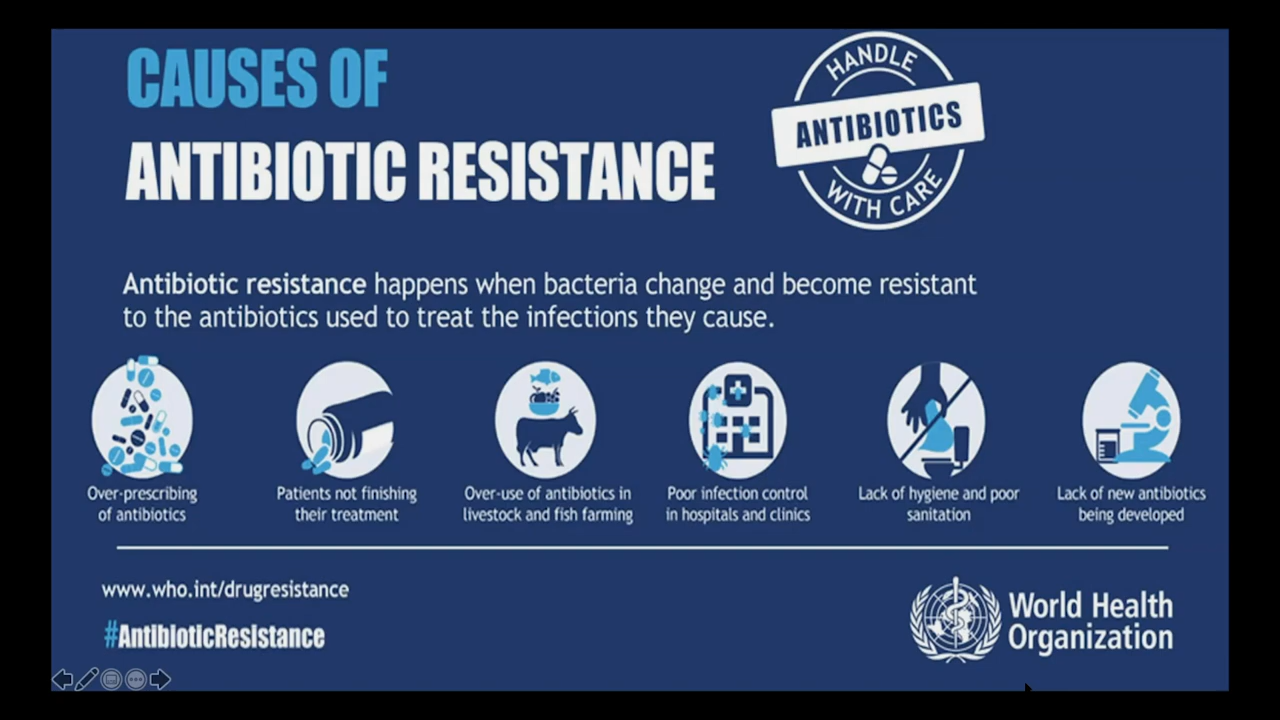 CAUSES OF
ANTIBIOTIC RESISTANCE
HANDLE
ANTIBIOTICS
WITH CARE
Antibiotic resistance happens when bacteria change and become resistant
to the antibiotics used to treat the infections they cause.
Over-prescribing
of antibiotics
Patients not finishing
their treatment
Over-use of antibiotics in
livestock and fish farming
Poor infection control
in hospitals and clinics
Lack of hygiene and poor
sanitation
Lack of new antibiotics
being developed
www.who.int/drugresistance
#AntibioticResistance
World Health
Organization